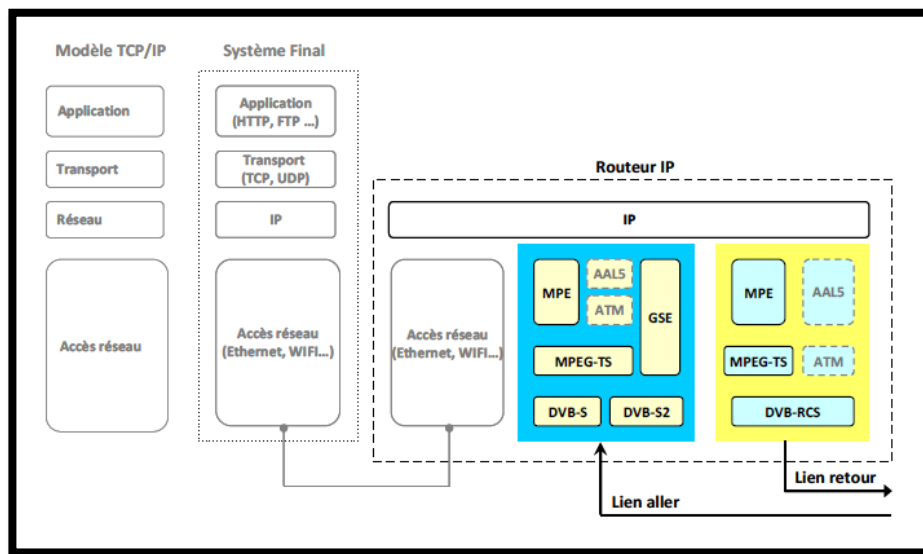 Modèle TCP/IP
Système Final
Application
Application
(HTTP, FTP ...)
Transport
Transport
(TCP, UDP)
Routeur IP
Réseau
IP
IP
Accès réseau
Accès réseau
(Ethernet, WIFI...)
Accès réseau
(Ethernet, WIFI...)
MPE
AAL5
ATM
GSE
MPEG-TS
DVB-S
DVB-S2
MPE
AAL5
MPEG-TS
ATM
DVB-RCS
Lien retour
Lien aller